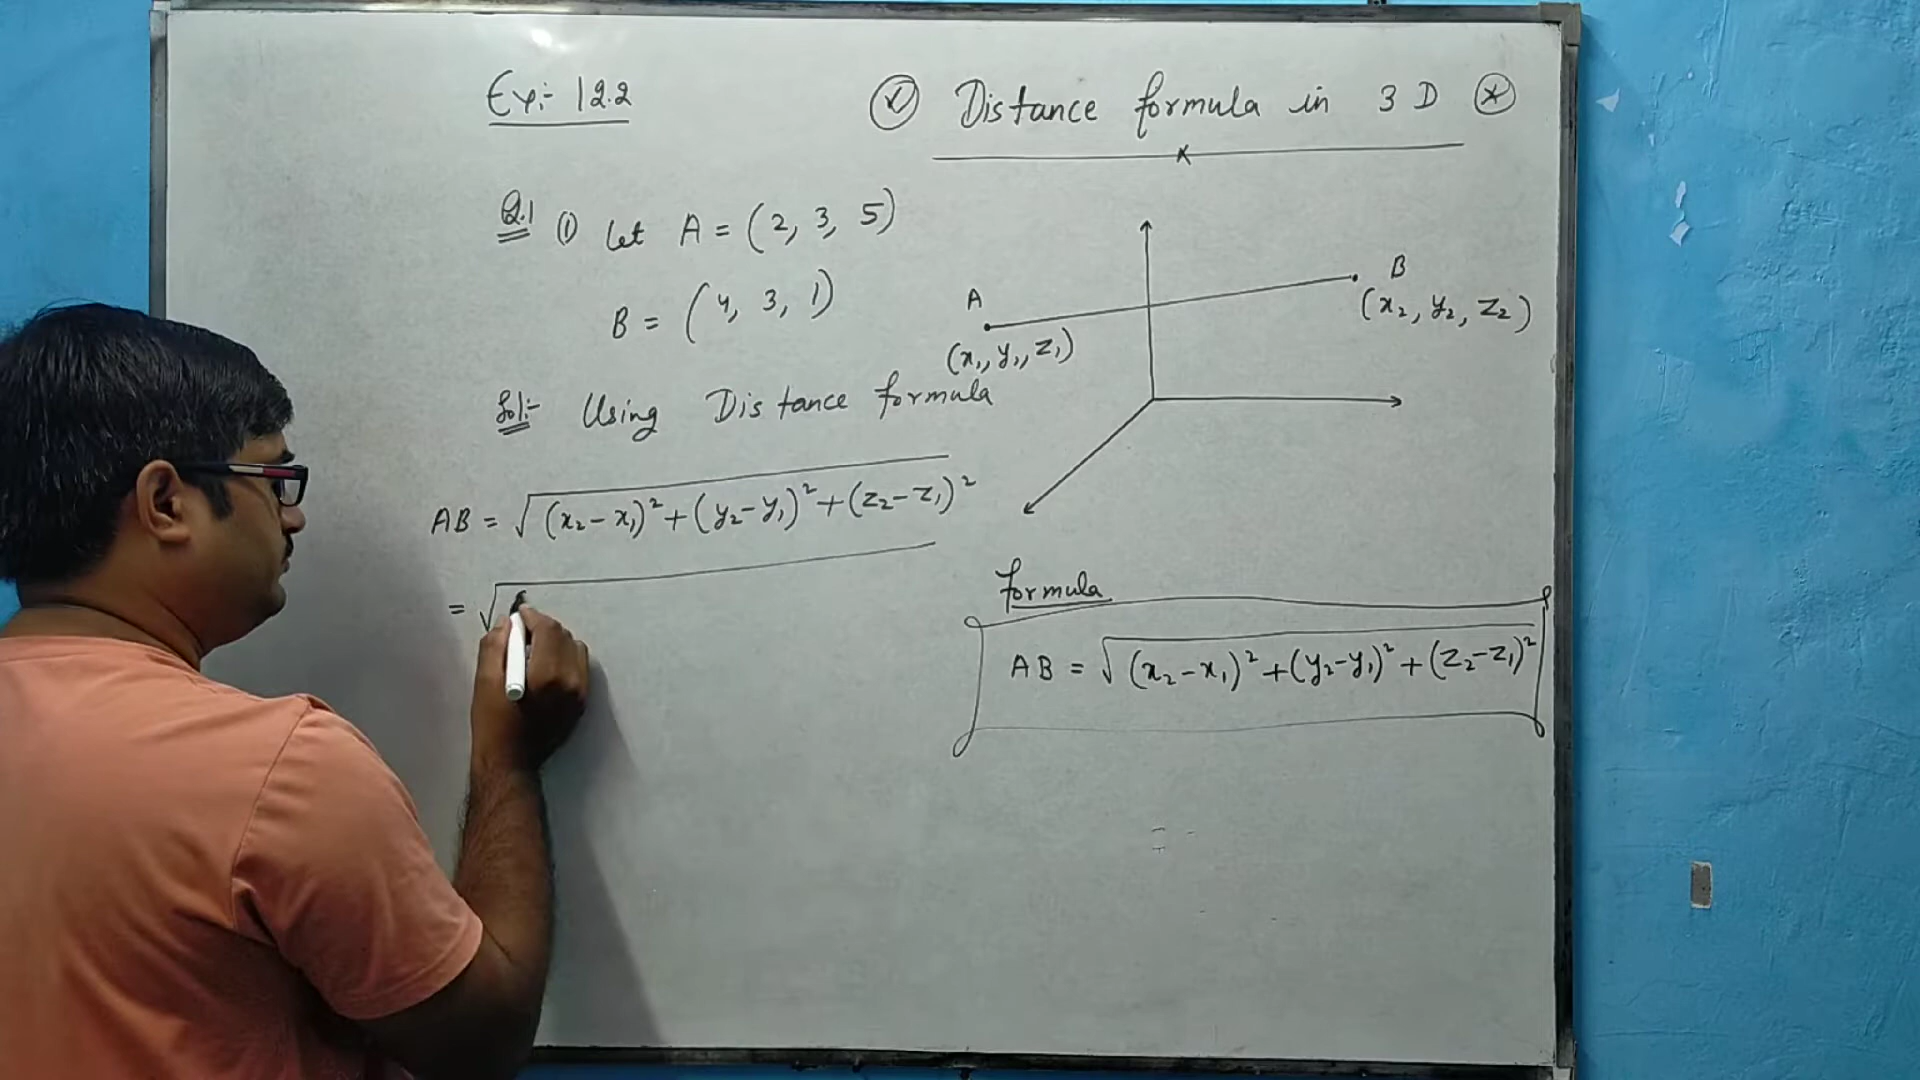 Ex:- 12.2
Distance formula in 3 D
Q.1 ① Let A = (2, 3, 5)
B = (4, 3, 1)
Sol:- Using Distance formula
AB = √(x₂ - x₁)² + (y₂ - y₁)² + (z₂ - z₁)²
= √(
A
(x₁, y₁, z₁)
B
(x₂, y₂, z₂)
formula
AB = √(x₂ - x₁)² + (y₂ - y₁)² + (z₂ - z₁)²